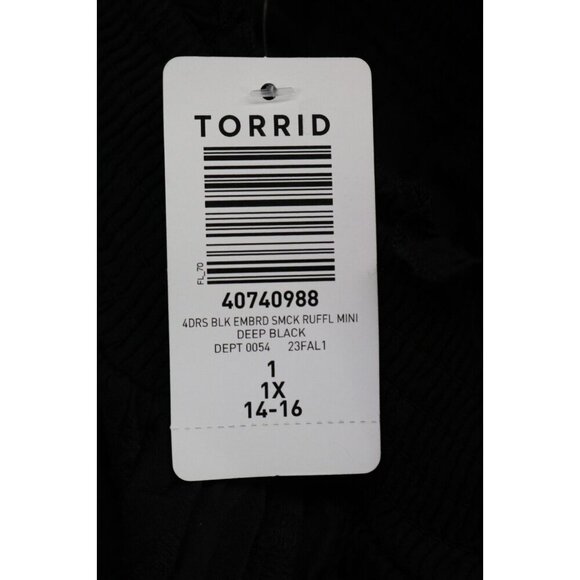 TORRID
FL_70
40740988
4DRS BLK EMBRD SMCK RUFFL MINI
DEEP BLACK
DEPT 0054 23FAL1
1
1X
14-16